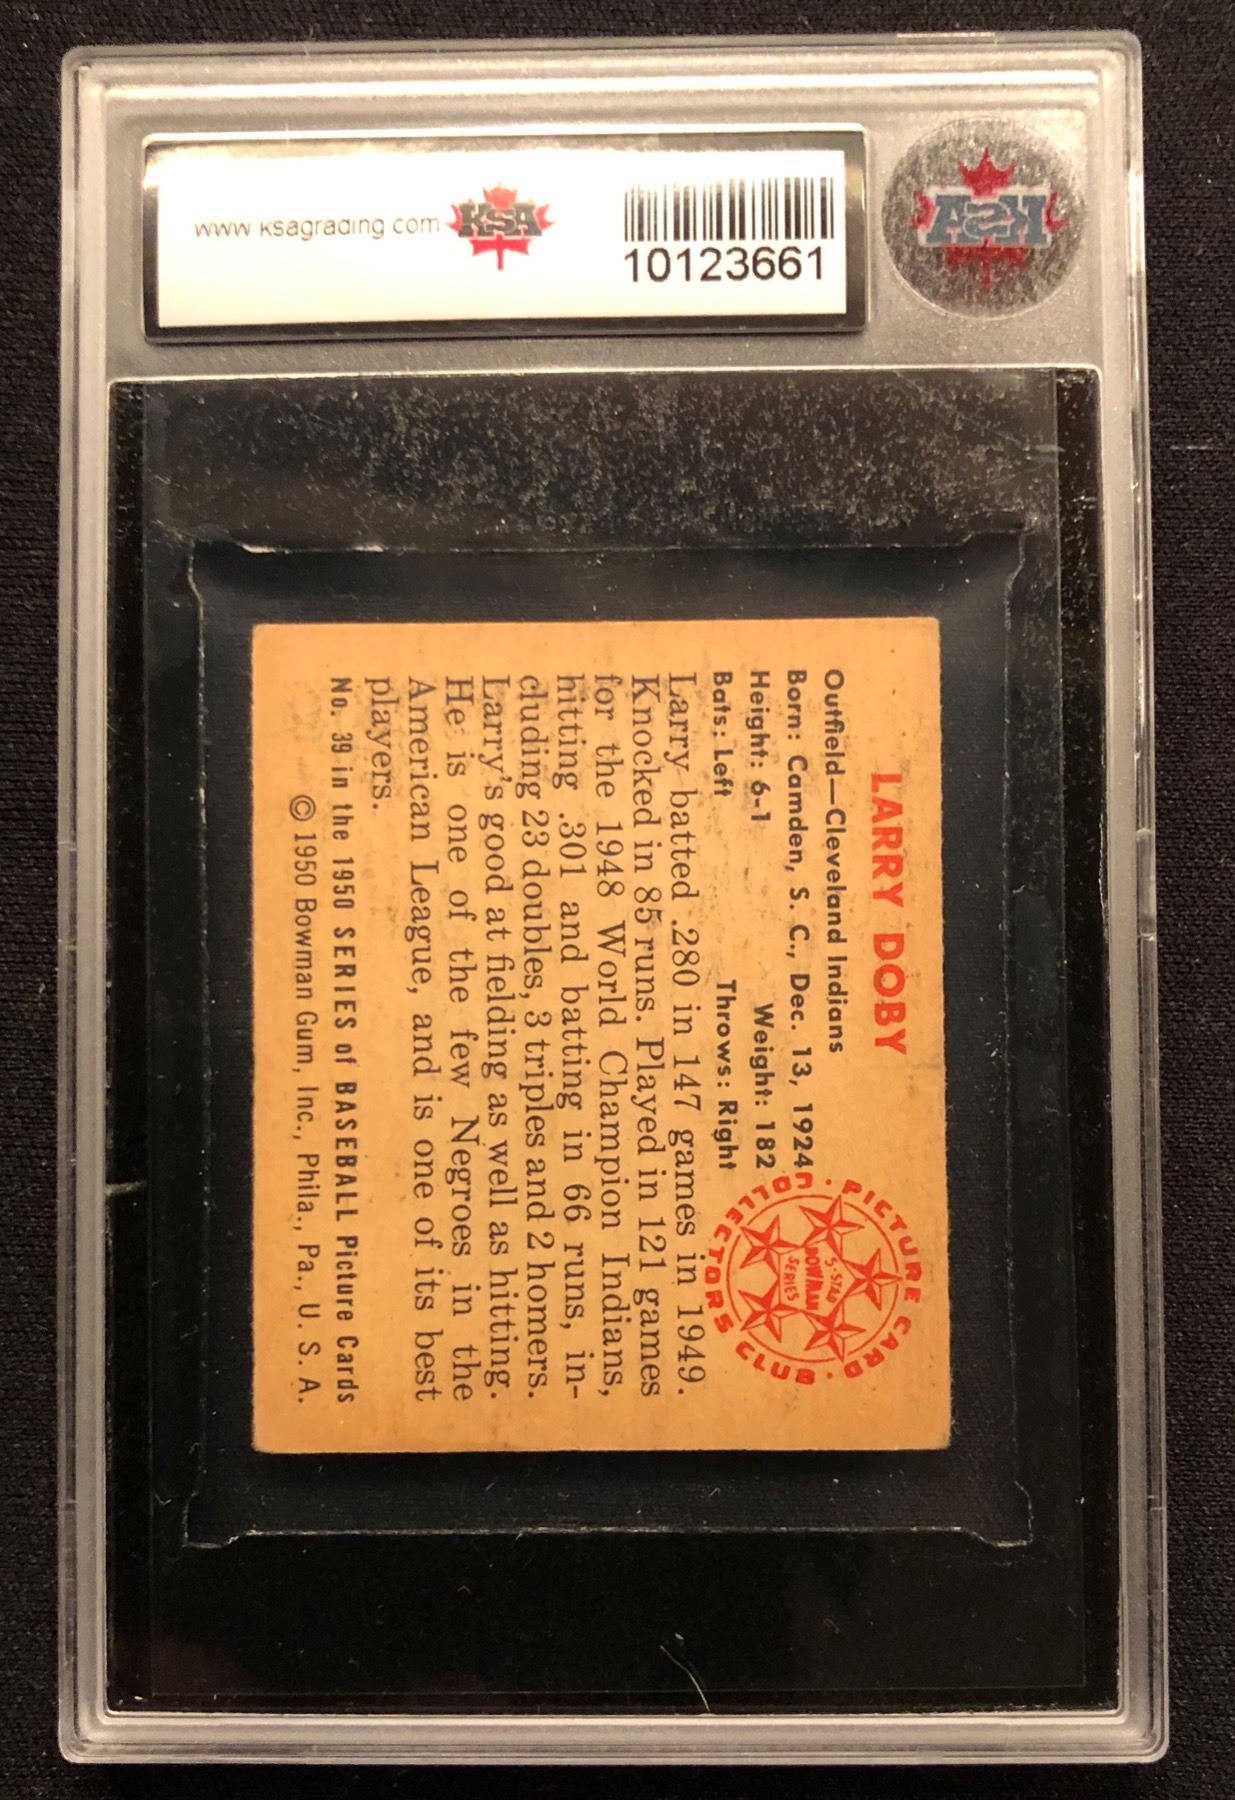 www.ksagrading.com
KSA
10123661
KSA
LARRY DOBY
Outfield—Cleveland Indians
Born: Camden, S. C., Dec. 13, 1924
Height: 6-1 Weight: 182
Bats: Left Throws: Right
PICTURE CARD · COLLECTORS CLUB ·
5-STAR
BOWMAN
SERIES
Larry batted .280 in 147 games in 1949.
Knocked in 85 runs. Played in 121 games
for the 1948 World Champion Indians,
hitting .301 and batting in 66 runs, in-
cluding 23 doubles, 3 triples and 2 homers.
Larry's good at fielding as well as hitting.
He is one of the few Negroes in the
American League, and is one of its best
players.
No. 39 in the 1950 SERIES of BASEBALL Picture Cards
© 1950 Bowman Gum, Inc., Phila., Pa., U. S. A.